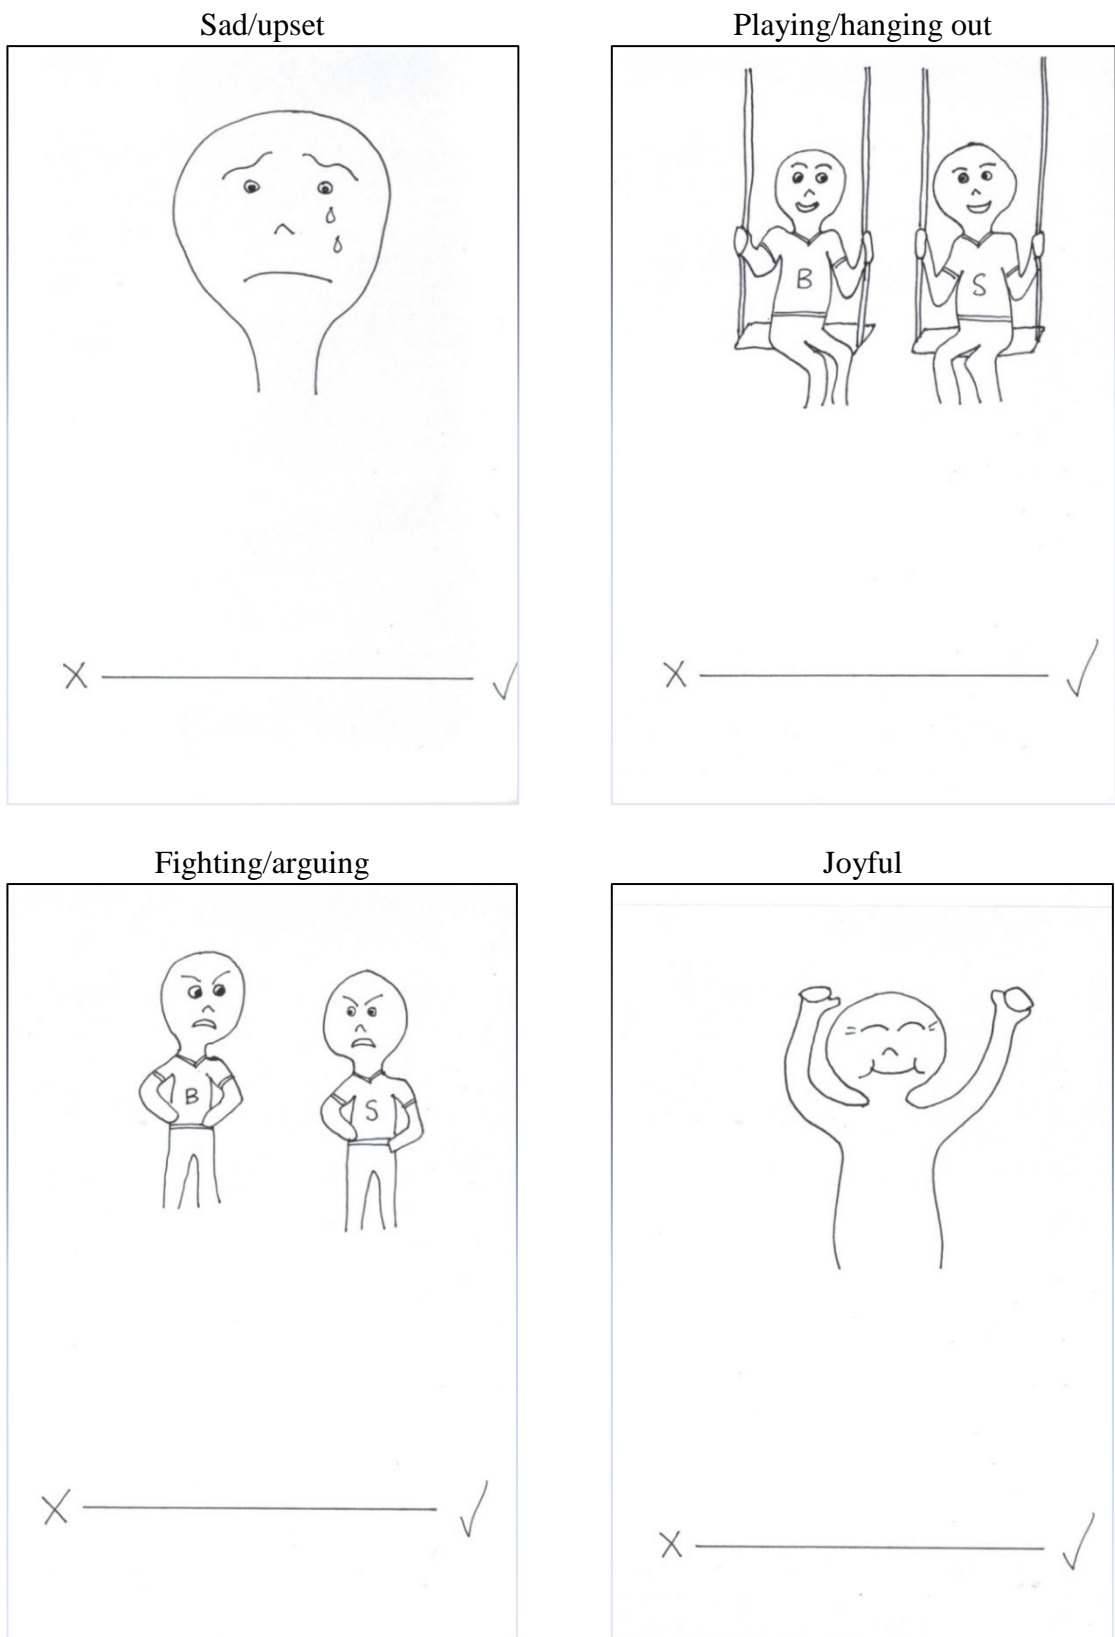 Sad/upset
Playing/hanging out
B
S
X ✓
X ✓
Fighting/arguing
Joyful
B
S
X ✓
X ✓